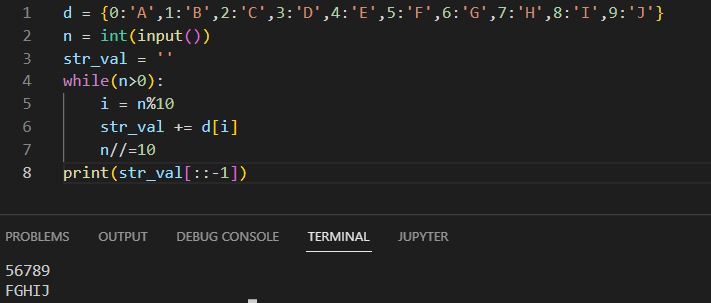 1 d = {0:'A',1:'B',2:'C',3:'D',4:'E',5:'F',6:'G',7:'H',8:'I',9:'J'}
2 n = int(input())
3 str_val = ''
4 while(n>0):
5     i = n%10
6     str_val += d[i]
7     n//=10
8 print(str_val[::-1])
PROBLEMS OUTPUT DEBUG CONSOLE TERMINAL JUPYTER
56789
FGHIJ